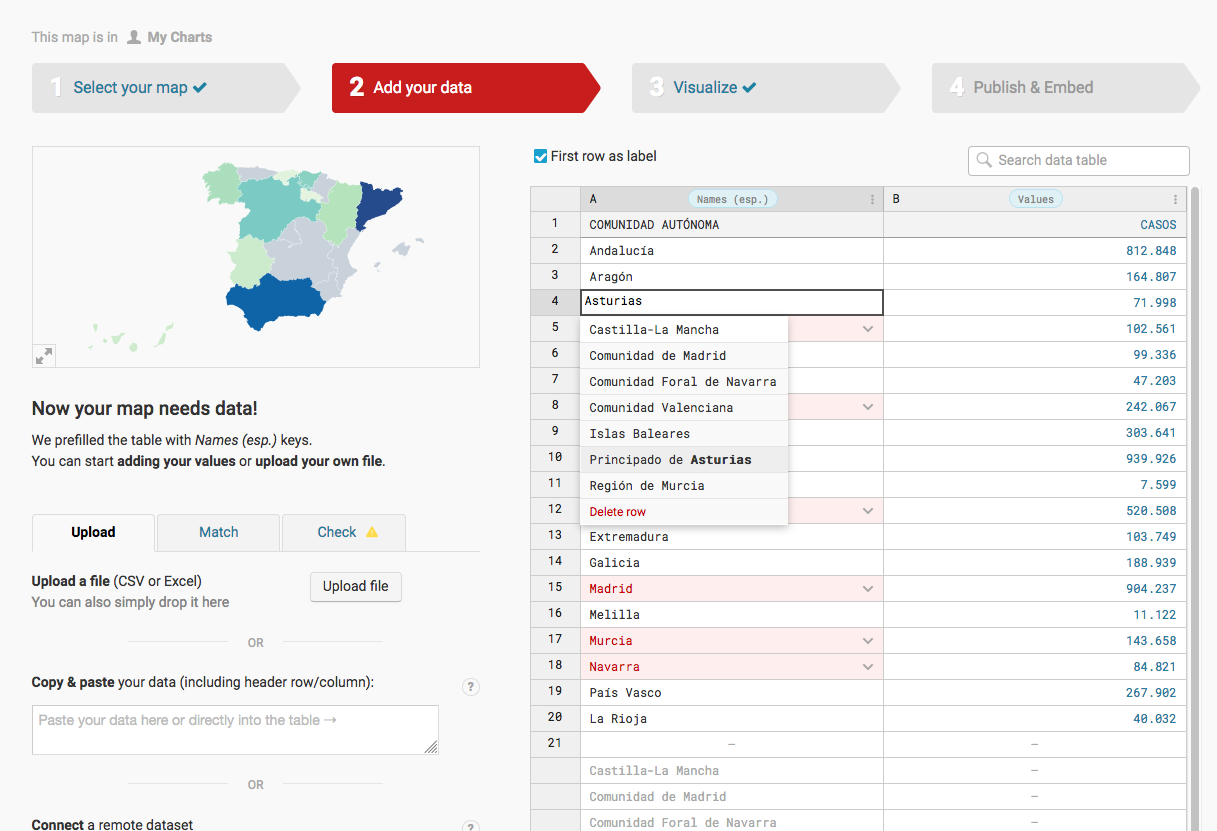 This map is in My Charts
1 Select your map
2 Add your data
3 Visualize
4 Publish & Embed
Now your map needs data!
We prefilled the table with Names (esp.) keys.
You can start adding your values or upload your own file.
Upload
Match
Check
Upload a file (CSV or Excel)
You can also simply drop it here
Upload file
OR
Copy & paste your data (including header row/column):
?
Paste your data here or directly into the table →
OR
Connect a remote dataset
?
First row as label
Search data table
A Names (esp.) B Values
1 COMUNIDAD AUTÓNOMA CASOS
2 Andalucía 812.848
3 Aragón 164.807
4 Asturias 71.998
5 102.561
6 99.336
7 47.203
8 242.067
9 303.641
10 939.926
11 7.599
12 520.508
Castilla-La Mancha
Comunidad de Madrid
Comunidad Foral de Navarra
Comunidad Valenciana
Islas Baleares
Principado de Asturias
Región de Murcia
Delete row
13 Extremadura 103.749
14 Galicia 188.939
15 Madrid 904.237
16 Melilla 11.122
17 Murcia 143.658
18 Navarra 84.821
19 País Vasco 267.902
20 La Rioja 40.032
21 – –
Castilla-La Mancha –
Comunidad de Madrid –
Comunidad Foral de Navarra –